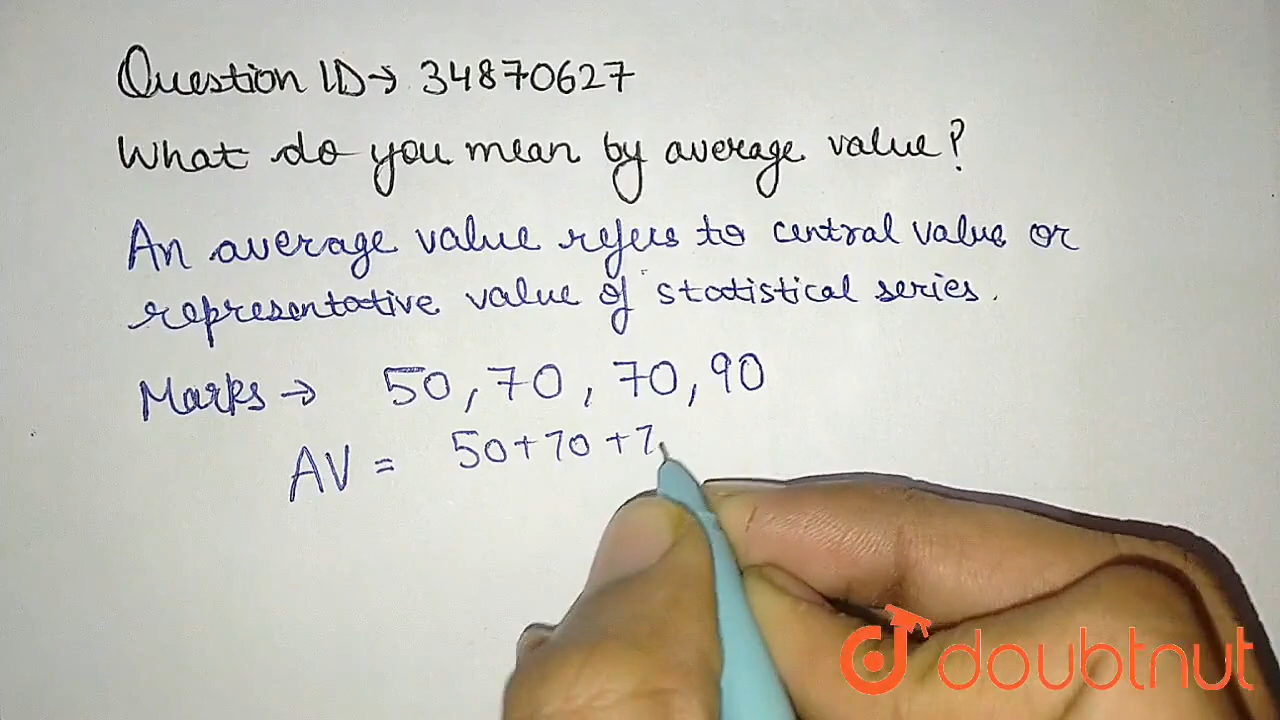 Question ID → 34870627
What do you mean by average value?
An average value refers to central value or
representative value of statistical series.
Marks → 50, 70, 70, 90
AV = 50+70+7
doubtnut